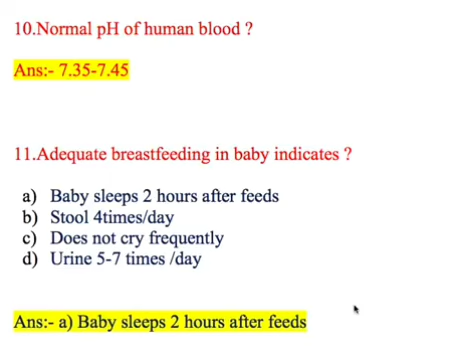 10.Normal pH of human blood ?
Ans:- 7.35-7.45
11.Adequate breastfeeding in baby indicates ?
a) Baby sleeps 2 hours after feeds
b) Stool 4times/day
c) Does not cry frequently
d) Urine 5-7 times /day
Ans:- a) Baby sleeps 2 hours after feeds